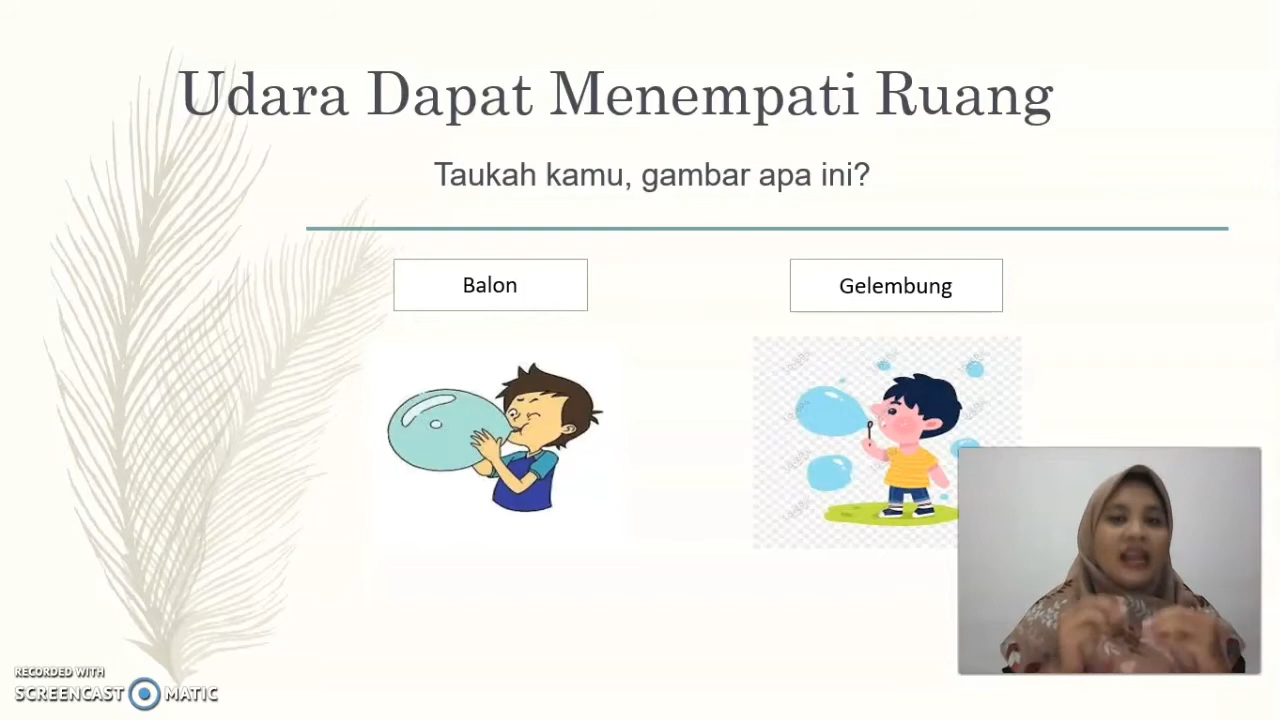 Udara Dapat Menempati Ruang
Taukah kamu, gambar apa ini?
Balon
Gelembung
RECORDED WITH
SCREENCAST MATIC